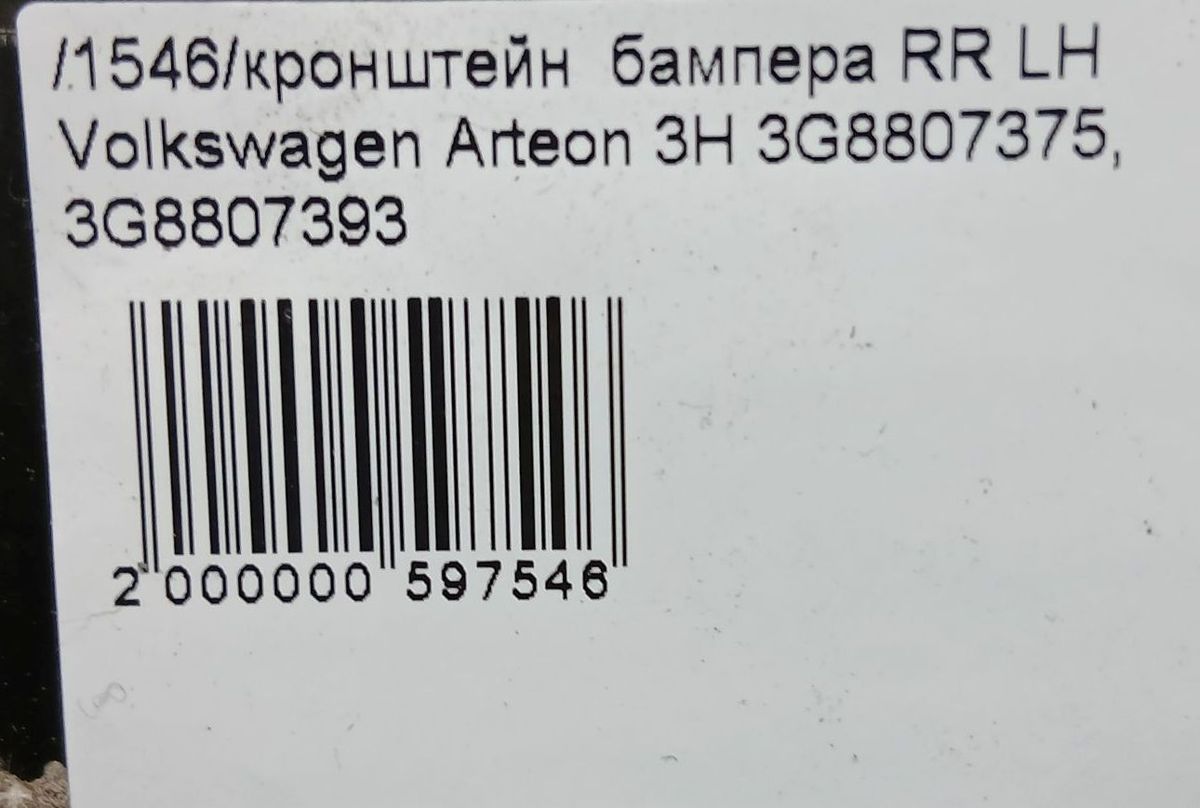 /1546/кронштейн бампера RR LH
Volkswagen Arteon 3H 3G8807375,
3G8807393
2 000000 597546